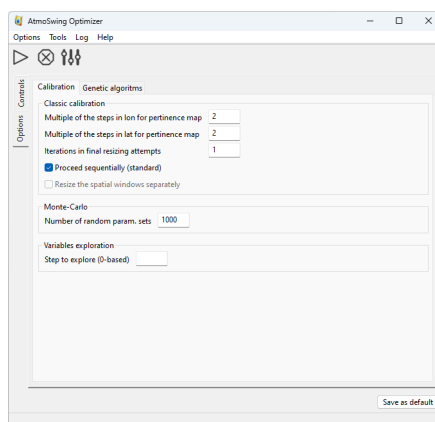 AtmoSwing Optimizer
Options Tools Log Help
Controls
Options
Calibration Genetic algoritms
Classic calibration
Multiple of the steps in lon for pertinence map 2
Multiple of the steps in lat for pertinence map 2
Iterations in final resizing attempts 1
Proceed sequentially (standard)
Resize the spatial windows separately
Monte-Carlo
Number of random param. sets 1000
Variables exploration
Step to explore (0-based)
Save as default